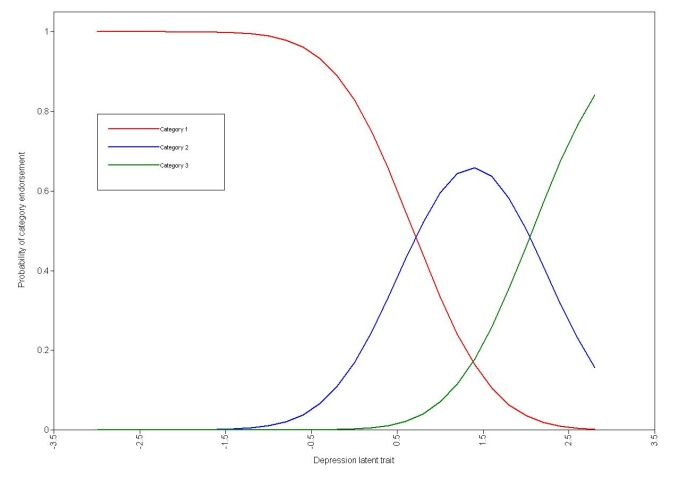 1
0.8
0.6
0.4
0.2
0
Probability of category endorsement
Category 1
Category 2
Category 3
-3.5
-2.5
-1.5
-0.5
0.5
1.5
2.5
3.5
Depression latent trait